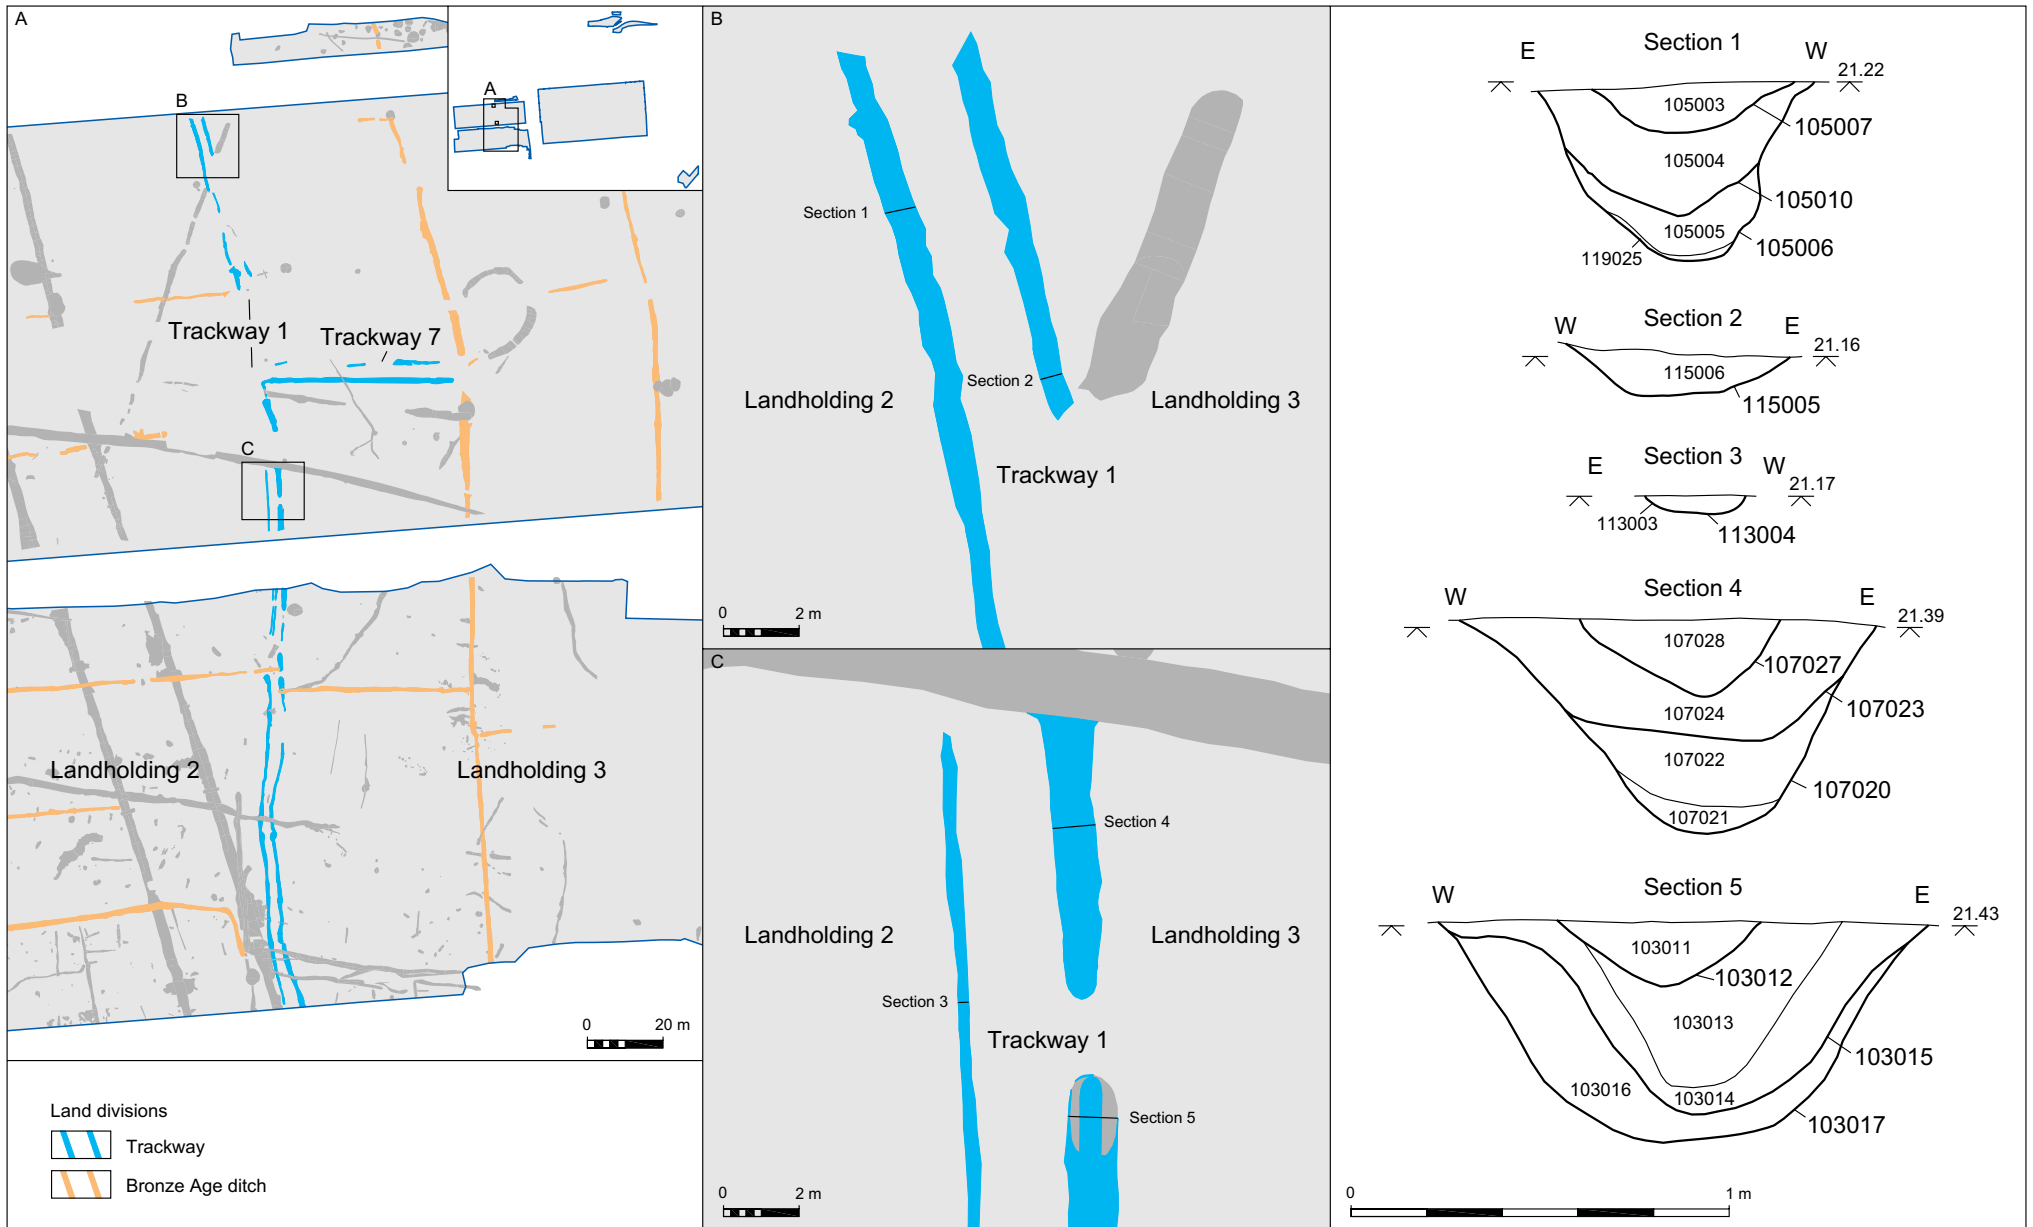 A
B
A
Trackway 1
Trackway 7
C
Landholding 2
Landholding 3
0
20 m
Land divisions
Trackway
Bronze Age ditch
B
Section 1
Section 2
Landholding 2
Landholding 3
Trackway 1
0
2 m
C
Section 4
Landholding 2
Landholding 3
Section 3
Trackway 1
Section 5
0
2 m
Section 1
E
W
21.22
105003
105007
105004
105010
105005
105006
119025
Section 2
W
E
21.16
115006
115005
Section 3
E
W
21.17
113003
113004
Section 4
W
E
21.39
107028
107027
107024
107023
107022
107020
107021
Section 5
W
E
21.43
103011
103012
103013
103015
103016
103014
103017
0
1 m